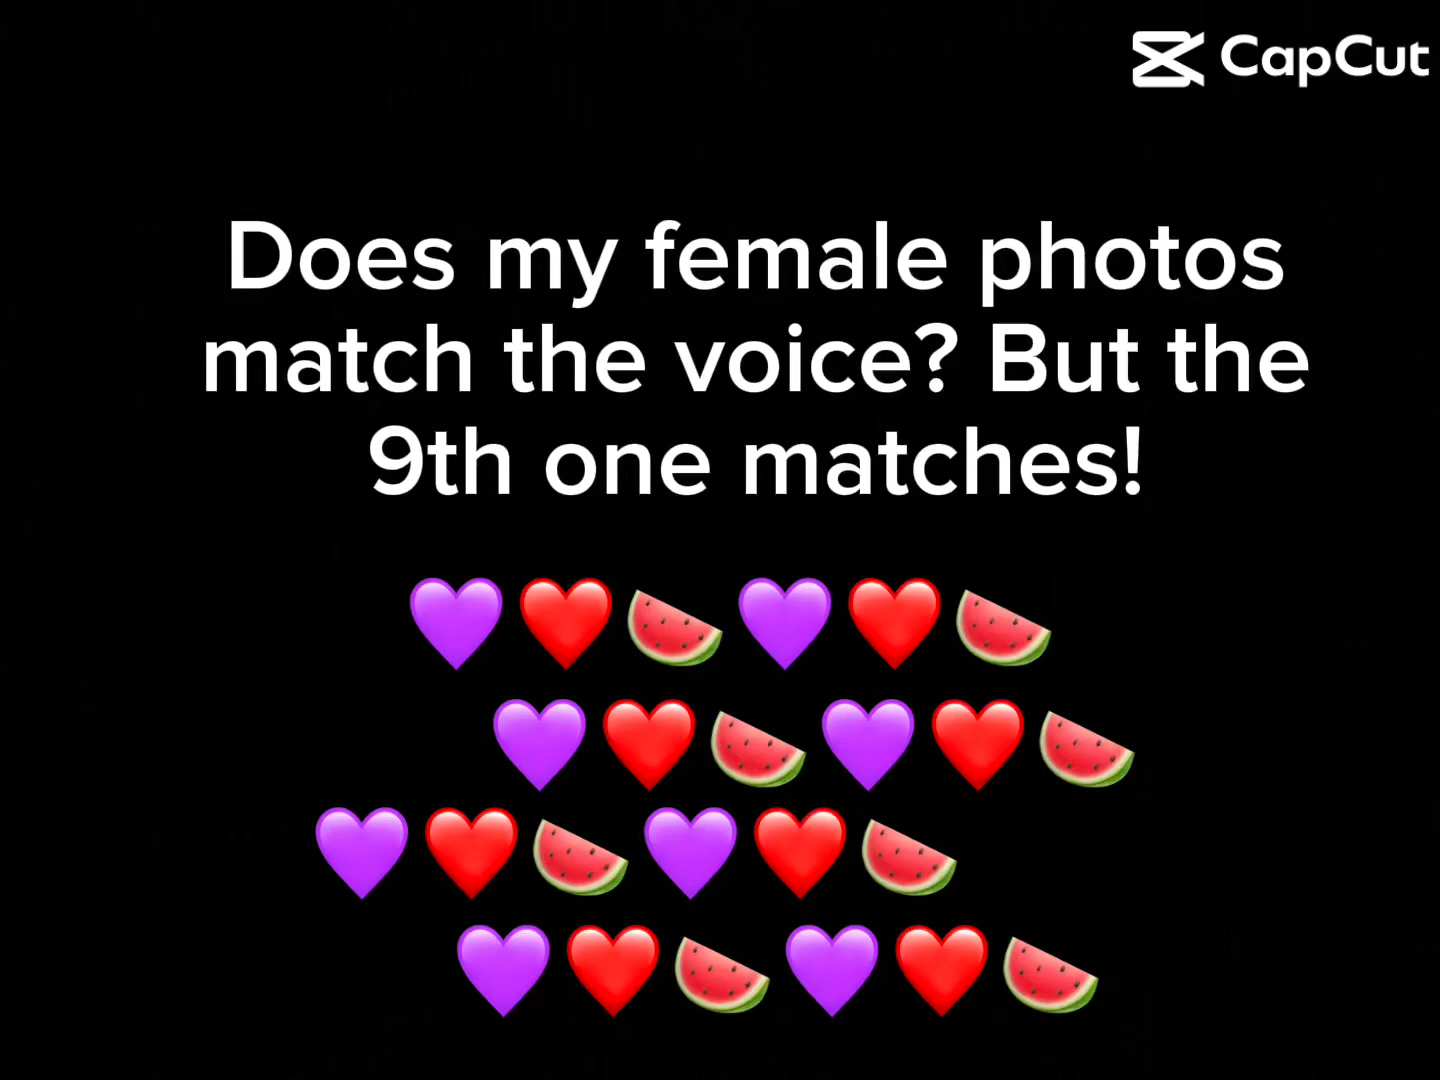 CapCut
Does my female photos
match the voice? But the
9th one matches!
💜❤️🍉💜❤️🍉
💜❤️🍉💜❤️🍉
💜❤️🍉💜❤️🍉
💜❤️🍉💜❤️🍉